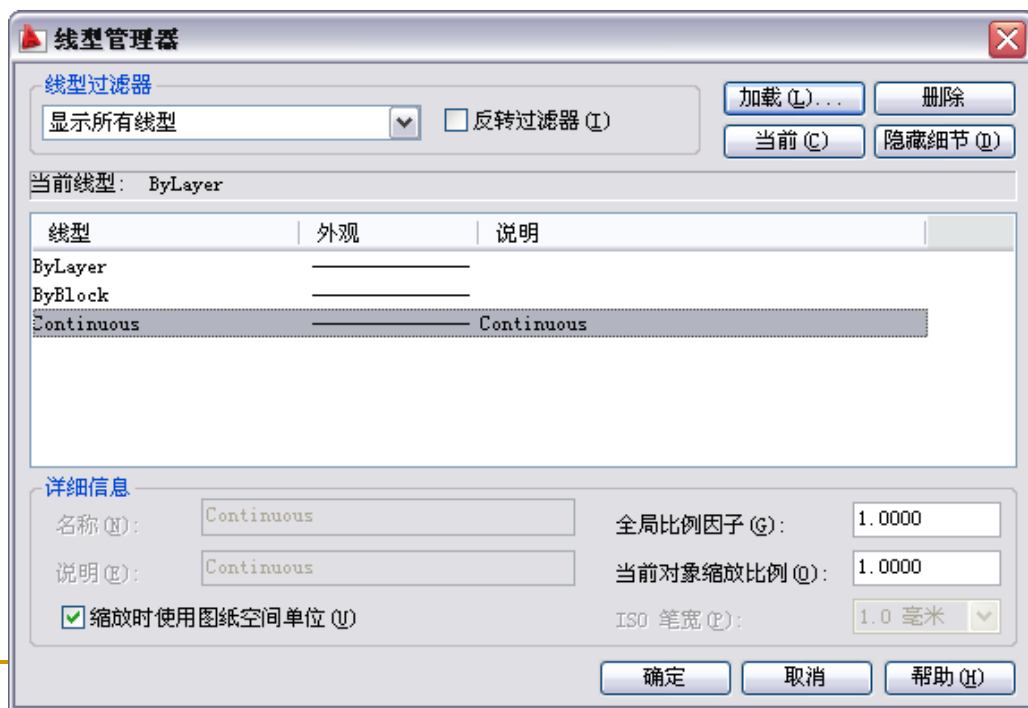 线型管理器
线型过滤器
显示所有线型
反转过滤器(I)
加载(L)...
删除
当前(C)
隐藏细节(D)
当前线型: ByLayer
线型 外观 说明
ByLayer
ByBlock
Continuous Continuous
详细信息
名称(N): Continuous
全局比例因子(G): 1.0000
说明(E): Continuous
当前对象缩放比例(O): 1.0000
缩放时使用图纸空间单位(U)
ISO 笔宽(P): 1.0 毫米
确定 取消 帮助(H)